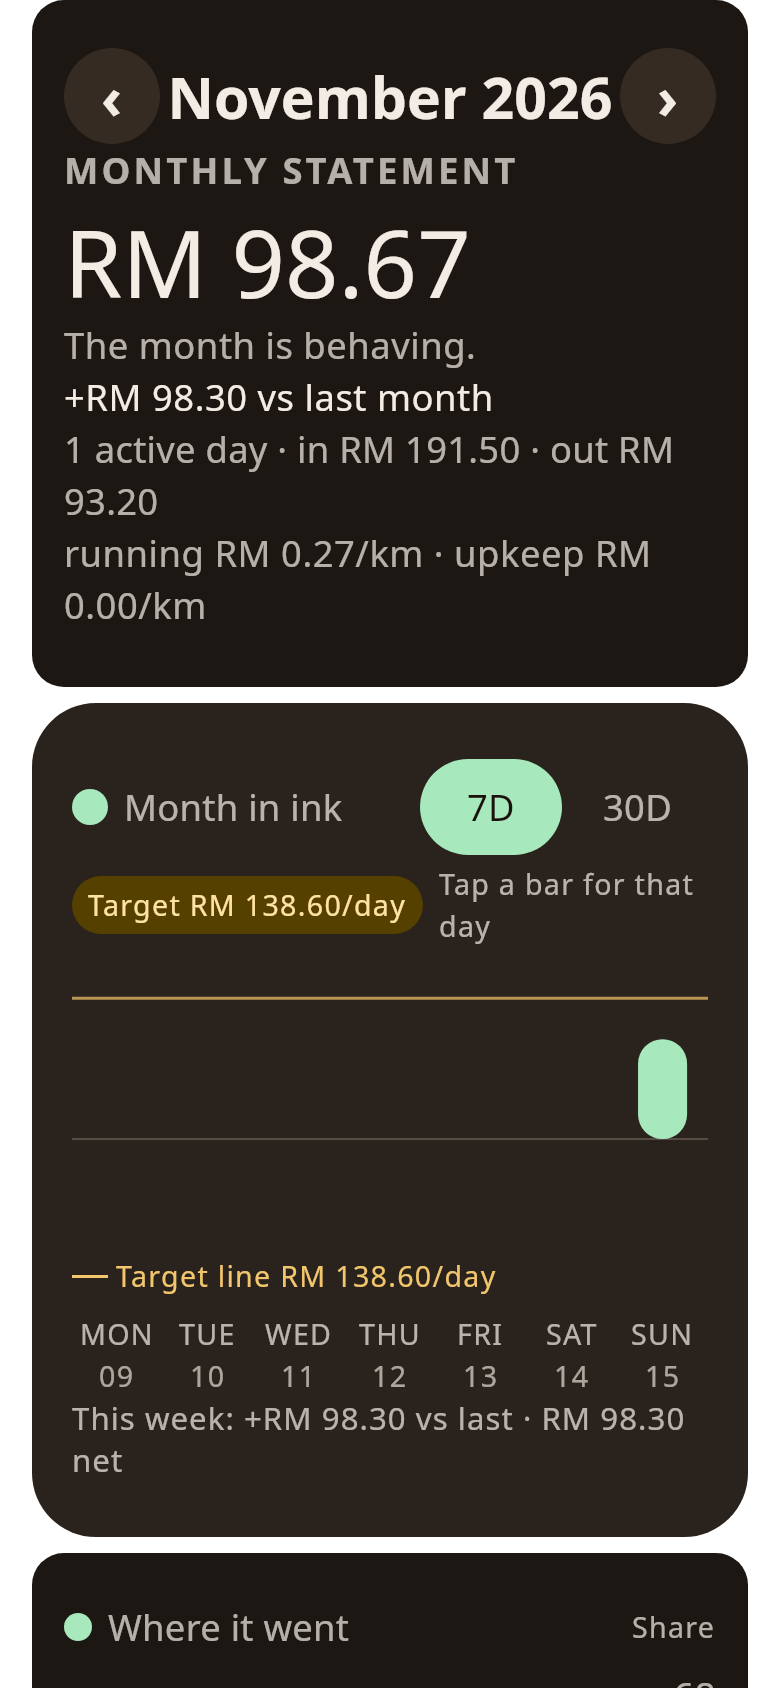 ‹ November 2026 ›
MONTHLY STATEMENT
RM 98.67
The month is behaving.
+RM 98.30 vs last month
1 active day · in RM 191.50 · out RM
93.20
running RM 0.27/km · upkeep RM
0.00/km
Month in ink 7D 30D
Target RM 138.60/day
Tap a bar for that
day
Target line RM 138.60/day
MON TUE WED THU FRI SAT SUN
09 10 11 12 13 14 15
This week: +RM 98.30 vs last · RM 98.30
net
Where it went Share